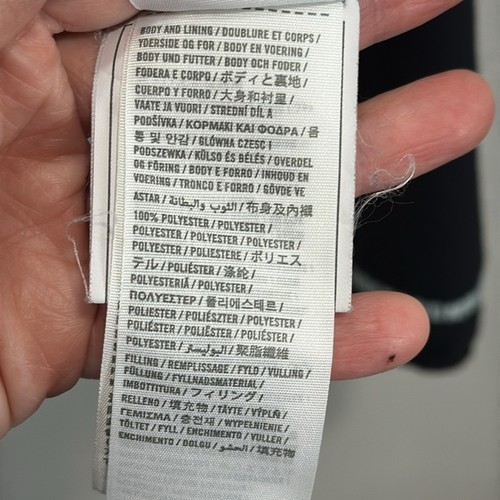 BODY AND LINING / DOUBLURE ET CORPS /
YDERSIDE OG FOR / BODY EN VOERING /
BODY UND FUTTER / BODY OCH FODER /
FODERA E CORPO / ボディと裏地 /
CUERPO Y FORRO / 大身和衬里 /
VAATE JA VUORI / STREDNÍ DÍL A
PODŠÍVKA / ΚΟΡΜΑΚΙ ΚΑΙ ΦΟΔΡΑ / 몸
통 및 안감 / GŁÓWNA CZĘŚĆ I
PODSZEWKA / KÜLSŐ ÉS BÉLÉS / OVERDEL
OG FÔRING / BODY E FORRO / INHOUD EN
VOERING / TRONCO E FORRO / GÖVDE VE
ASTAR / الثوب والبطانة / 布身及內襯
100% POLYESTER / POLYESTER /
POLYESTER / POLYESTER / POLYESTER /
POLYESTER / POLIESTERE / ポリエス
テル / POLIÉSTER / 涤纶 /
POLYESTERIÄ / POLYESTER /
ΠΟΛΥΕΣΤΕΡ / 폴리에스테르 /
POLIESTER / POLIÉSZTER / POLYESTER /
POLIÉSTER / POLIËSTER / POLIÉSTER /
POLYESTER / البوليستر / 聚脂纖維
FILLING / REMPLISSAGE / FYLD / VULLING /
FÜLLUNG / FYLLNADSMATERIAL /
IMBOTTITURA / フィリング /
RELLENO / 填充物 / TÄYTE / VÝPLŇ /
ΓΕΜΙΣΜΑ / 충전재 / WYPEŁNIENIE /
TÖLTET / FYLL / ENCHIMENTO / VULLER /
ENCHIMENTO / DOLGU / الحشو / 填充物